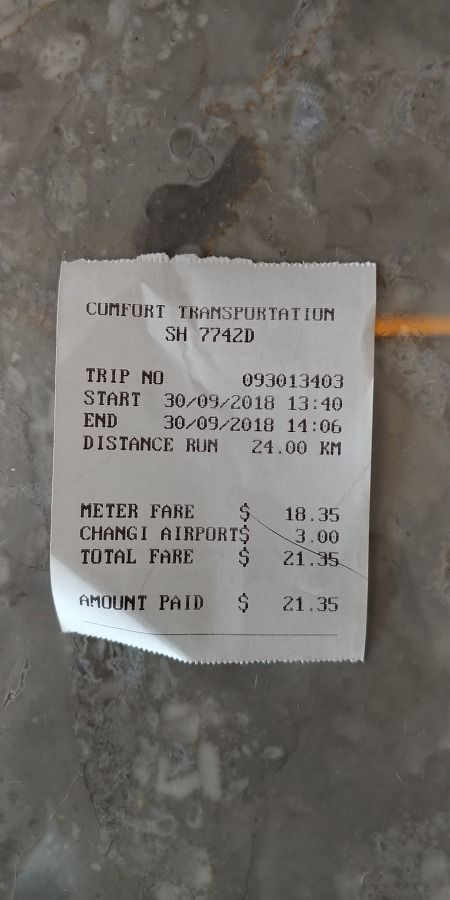 COMFORT TRANSPORTATION
SH 7742D
TRIP NO 093013403
START 30/09/2018 13:40
END 30/09/2018 14:06
DISTANCE RUN 24.00 KM
METER FARE $ 18.35
CHANGI AIRPORT$ 3.00
TOTAL FARE $ 21.35
AMOUNT PAID $ 21.35